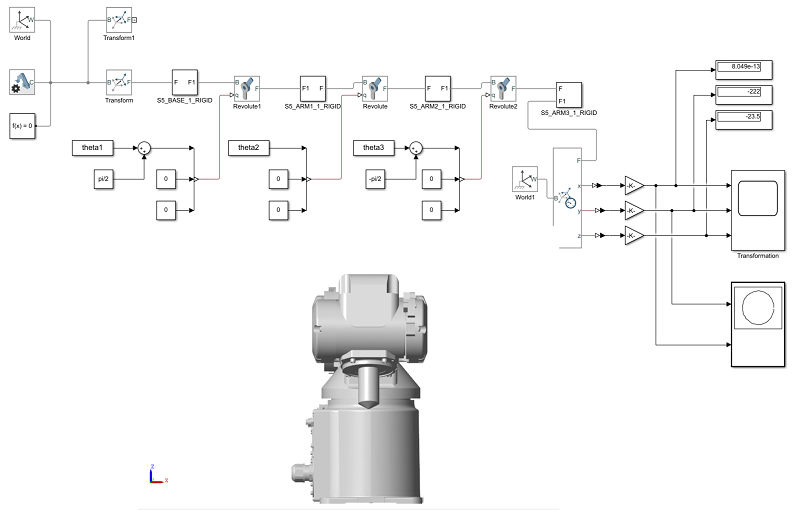 World
W
C
f(x) = 0
B F
Transform1
B F
Transform
F F1
S5_BASE_1_RIGID
B F
q
Revolute1
F1 F
S5_ARM1_1_RIGID
B F
q
Revolute
F F1
S5_ARM2_1_RIGID
B F
q
Revolute2
F
F1
S5_ARM3_1_RIGID
8.049e-13
-222
-23.5
theta1
pi/2
0
0
theta2
0
0
theta3
-pi/2
0
0
W
World1
B
F
x
y
z
-K-
-K-
-K-
Transformation
z
x